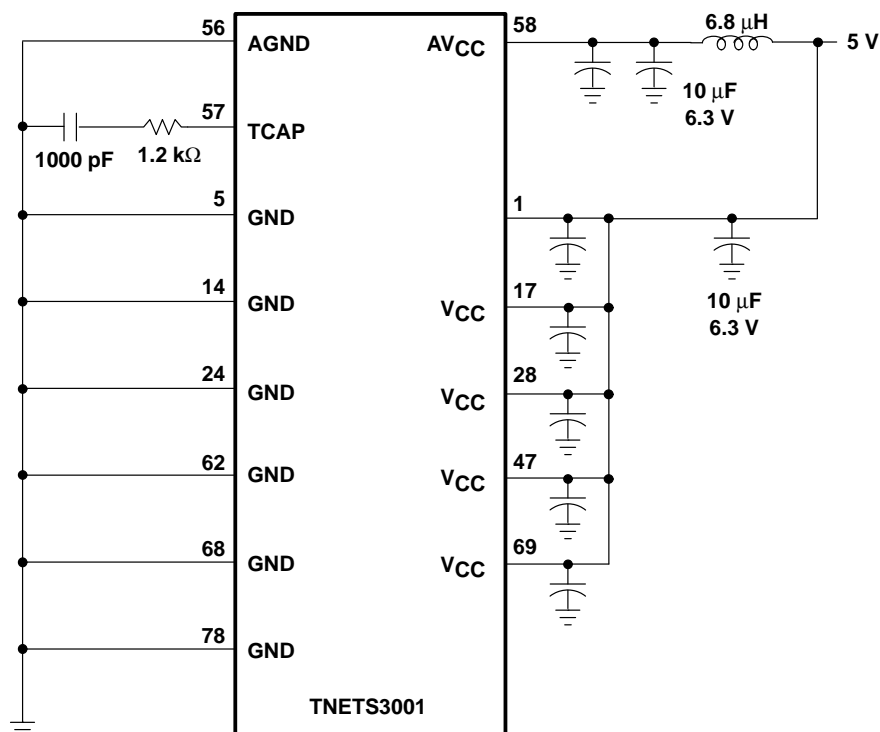 56
AGND
58
AVCC
6.8 µH
5 V
10 µF
6.3 V
57
TCAP
1000 pF
1.2 kΩ
5
GND
1
14
GND
17
VCC
10 µF
6.3 V
24
GND
28
VCC
62
GND
47
VCC
68
GND
69
VCC
78
GND
TNETS3001